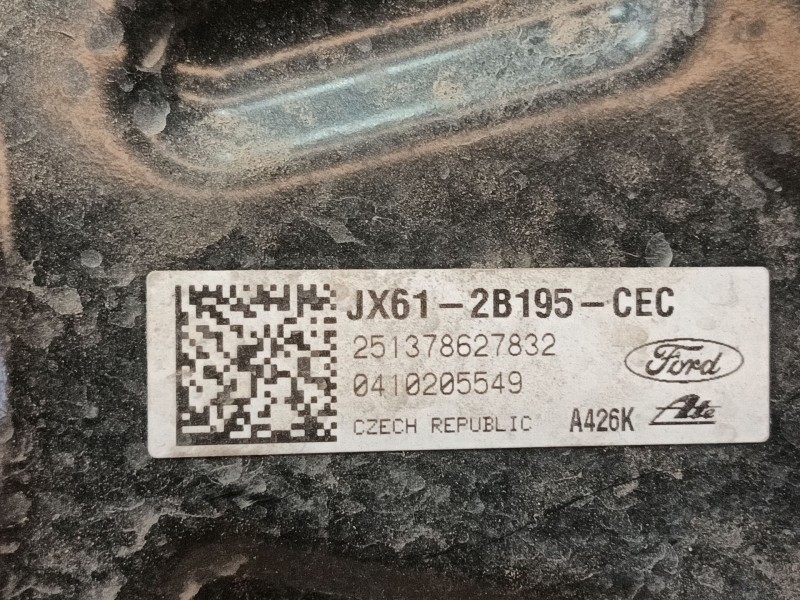 JX61-2B195-CEC
251378627832
0410205549
Ford
CZECH REPUBLIC A426K Ate